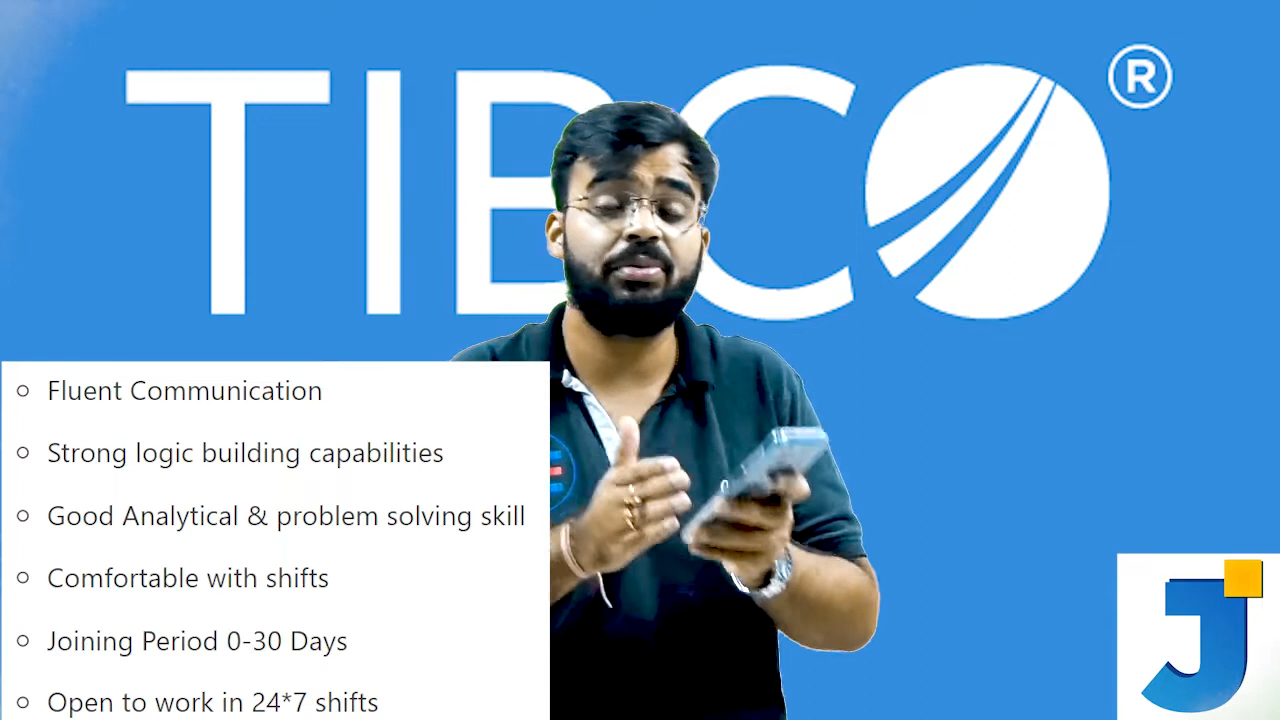 TIBCO®
Fluent Communication
Strong logic building capabilities
Good Analytical & problem solving skill
Comfortable with shifts
Joining Period 0-30 Days
Open to work in 24*7 shifts
J